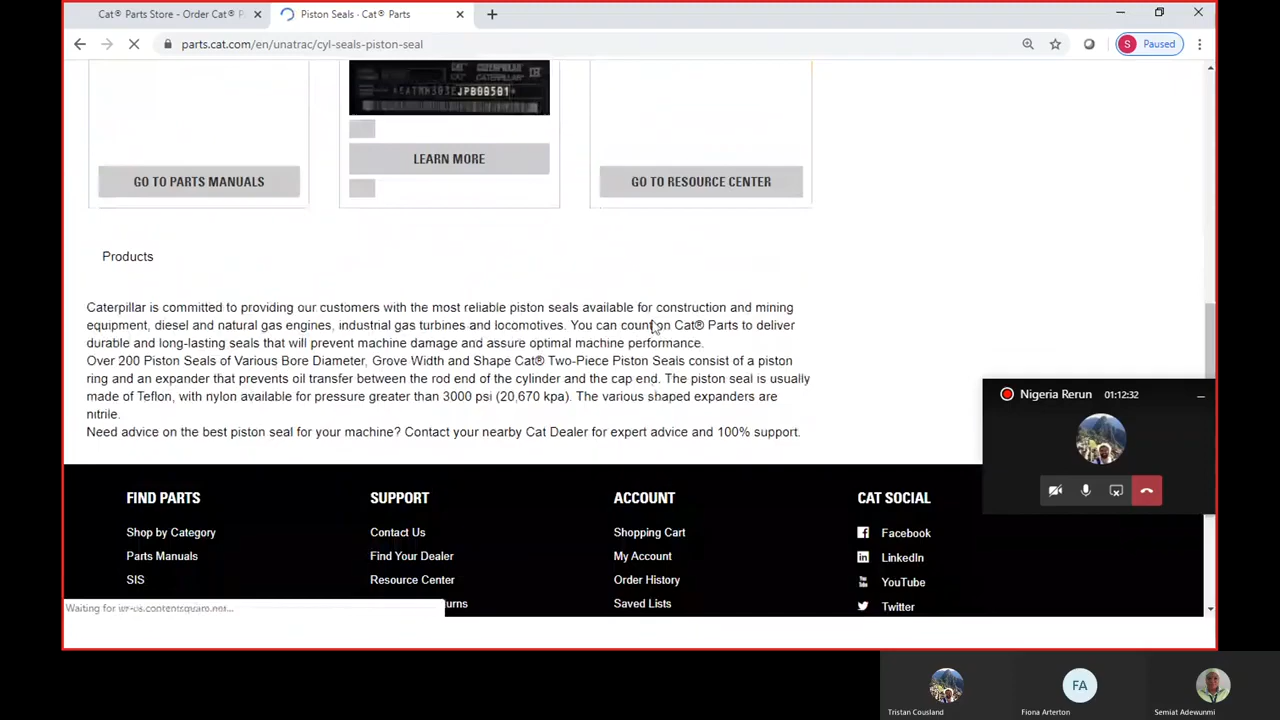 Cat® Parts Store - Order Cat® P
Piston Seals · Cat® Parts
parts.cat.com/en/unatrac/cyl-seals-piston-seal
S Paused
JPB00581
LEARN MORE
GO TO PARTS MANUALS
GO TO RESOURCE CENTER
Products
Caterpillar is committed to providing our customers with the most reliable piston seals available for construction and mining
equipment, diesel and natural gas engines, industrial gas turbines and locomotives. You can count on Cat® Parts to deliver
durable and long-lasting seals that will prevent machine damage and assure optimal machine performance.
Over 200 Piston Seals of Various Bore Diameter, Groove Width and Shape Cat® Two-Piece Piston Seals consist of a piston
ring and an expander that prevents oil transfer between the rod end of the cylinder and the cap end. The piston seal is usually
made of Teflon, with nylon available for pressure greater than 3000 psi (20,670 kpa). The various shaped expanders are
nitrile.
Need advice on the best piston seal for your machine? Contact your nearby Cat Dealer for expert advice and 100% support.
Nigeria Rerun 01:12:32
FIND PARTS
Shop by Category
Parts Manuals
SIS
SUPPORT
Contact Us
Find Your Dealer
Resource Center
urns
ACCOUNT
Shopping Cart
My Account
Order History
Saved Lists
CAT SOCIAL
Facebook
LinkedIn
YouTube
Twitter
Waiting for
FA
Tristan Cousland
Fiona Arterton
Semiat Adewunmi